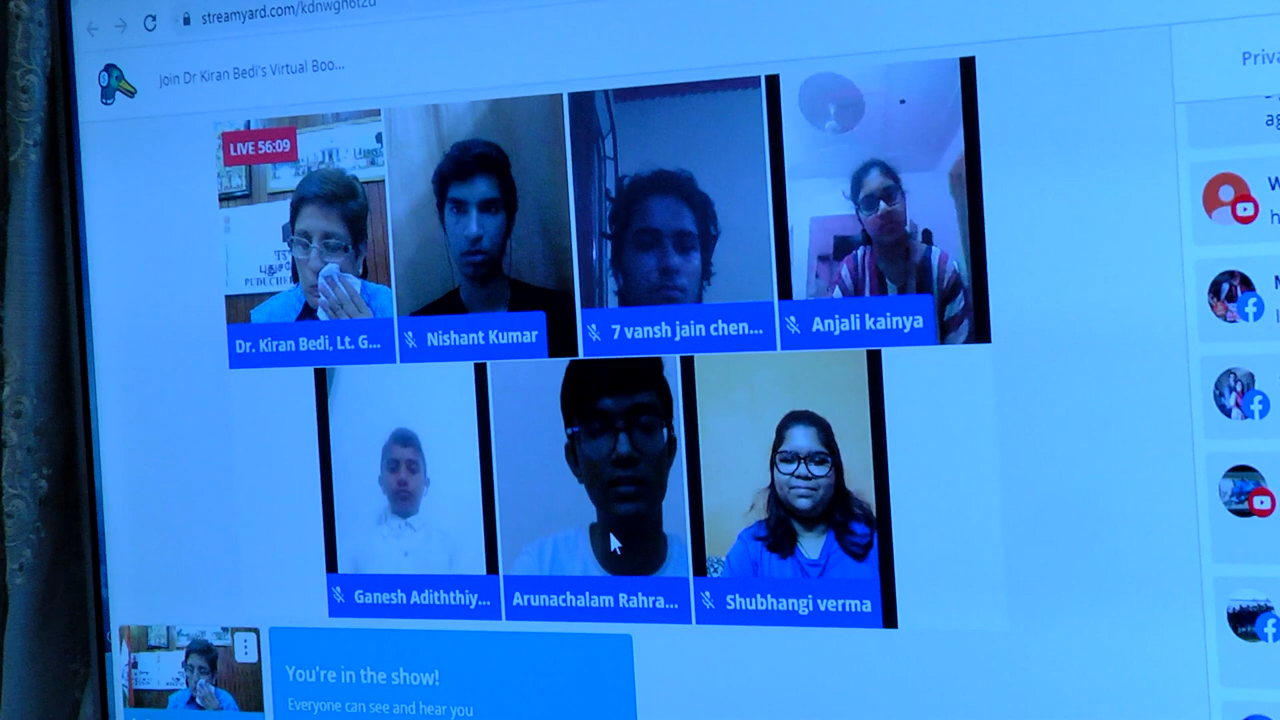 streamyard.com/kdnwgh6tzu
Join Dr Kiran Bedi's Virtual Boo...
Priva
LIVE 56:09
PUDUCHE
Dr. Kiran Bedi, Lt. G...
Nishant Kumar
7 vansh jain chen...
Anjali kainya
Ganesh Adiththiy...
Arunachalam Rahra...
Shubhangi verma
You're in the show!
Everyone can see and hear you